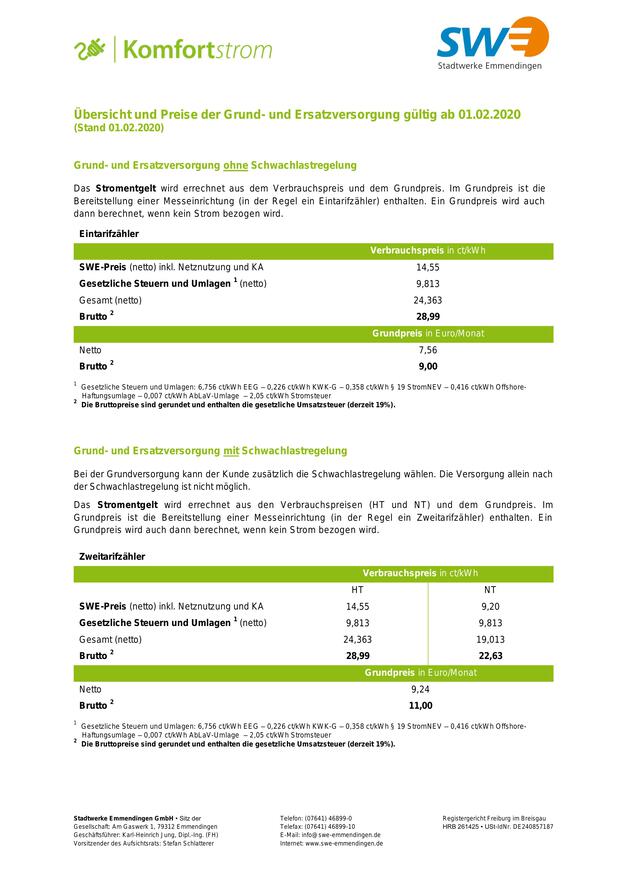 Komfortstrom
SWE
Stadtwerke Emmendingen
Übersicht und Preise der Grund- und Ersatzversorgung gültig ab 01.02.2020
(Stand 01.02.2020)
Grund- und Ersatzversorgung ohne Schwachlastregelung
Das Stromentgelt wird errechnet aus dem Verbrauchspreis und dem Grundpreis. Im Grundpreis ist die
Bereitstellung einer Messeinrichtung (in der Regel ein Eintarifzähler) enthalten. Ein Grundpreis wird auch
dann berechnet, wenn kein Strom bezogen wird.
Eintarifzähler
Verbrauchspreis in ct/kWh
SWE-Preis (netto) inkl. Netznutzung und KA 14,55
Gesetzliche Steuern und Umlagen 1 (netto) 9,813
Gesamt (netto) 24,363
Brutto 2 28,99
Grundpreis in Euro/Monat
Netto 7,56
Brutto 2 9,00
1 Gesetzliche Steuern und Umlagen: 6,756 ct/kWh EEG – 0,226 ct/kWh KWK-G – 0,358 ct/kWh § 19 StromNEV – 0,416 ct/kWh Offshore-
Haftungsumlage – 0,007 ct/kWh AbLaV-Umlage – 2,05 ct/kWh Stromsteuer
2 Die Bruttopreise sind gerundet und enthalten die gesetzliche Umsatzsteuer (derzeit 19%).
Grund- und Ersatzversorgung mit Schwachlastregelung
Bei der Grundversorgung kann der Kunde zusätzlich die Schwachlastregelung wählen. Die Versorgung allein nach
der Schwachlastregelung ist nicht möglich.
Das Stromentgelt wird errechnet aus den Verbrauchspreisen (HT und NT) und dem Grundpreis. Im
Grundpreis ist die Bereitstellung einer Messeinrichtung (in der Regel ein Zweitarifzähler) enthalten. Ein
Grundpreis wird auch dann berechnet, wenn kein Strom bezogen wird.
Zweitarifzähler
Verbrauchspreis in ct/kWh
HT NT
SWE-Preis (netto) inkl. Netznutzung und KA 14,55 9,20
Gesetzliche Steuern und Umlagen 1 (netto) 9,813 9,813
Gesamt (netto) 24,363 19,013
Brutto 2 28,99 22,63
Grundpreis in Euro/Monat
Netto 9,24
Brutto 2 11,00
1 Gesetzliche Steuern und Umlagen: 6,756 ct/kWh EEG – 0,226 ct/kWh KWK-G – 0,358 ct/kWh § 19 StromNEV – 0,416 ct/kWh Offshore-
Haftungsumlage – 0,007 ct/kWh AbLaV-Umlage – 2,05 ct/kWh Stromsteuer
2 Die Bruttopreise sind gerundet und enthalten die gesetzliche Umsatzsteuer (derzeit 19%).
Stadtwerke Emmendingen GmbH • Sitz der
Gesellschaft: Am Gaswerk 1, 79312 Emmendingen
Geschäftsführer: Karl-Heinrich Jung, Dipl.-Ing. (FH)
Vorsitzender des Aufsichtsrats: Stefan Schlatterer
Telefon: (07641) 46899-0
Telefax: (07641) 46899-10
E-Mail: info@swe-emmendingen.de
Internet: www.swe-emmendingen.de
Registergericht Freiburg im Breisgau
HRB 261425 • USt-IdNr. DE240857187